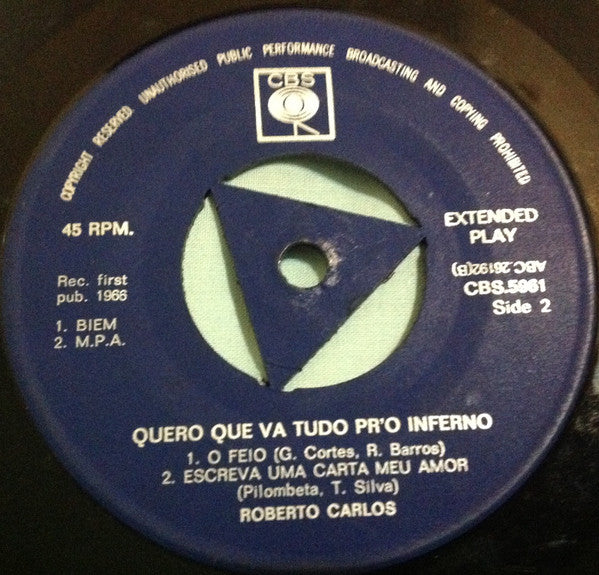 COPYRIGHT RESERVED UNAUTHORISED PUBLIC PERFORMANCE BROADCASTING AND COPYING PROHIBITED
CBS
45 RPM.
EXTENDED
PLAY
ABC.26192(B)
CBS.5961
Side 2
Rec. first
pub. 1966
1. BIEM
2. M.P.A.
QUERO QUE VA TUDO PR'O INFERNO
1. O FEIO (G. Cortes, R. Barros)
2. ESCREVA UMA CARTA MEU AMOR
(Pilombeta, T. Silva)
ROBERTO CARLOS